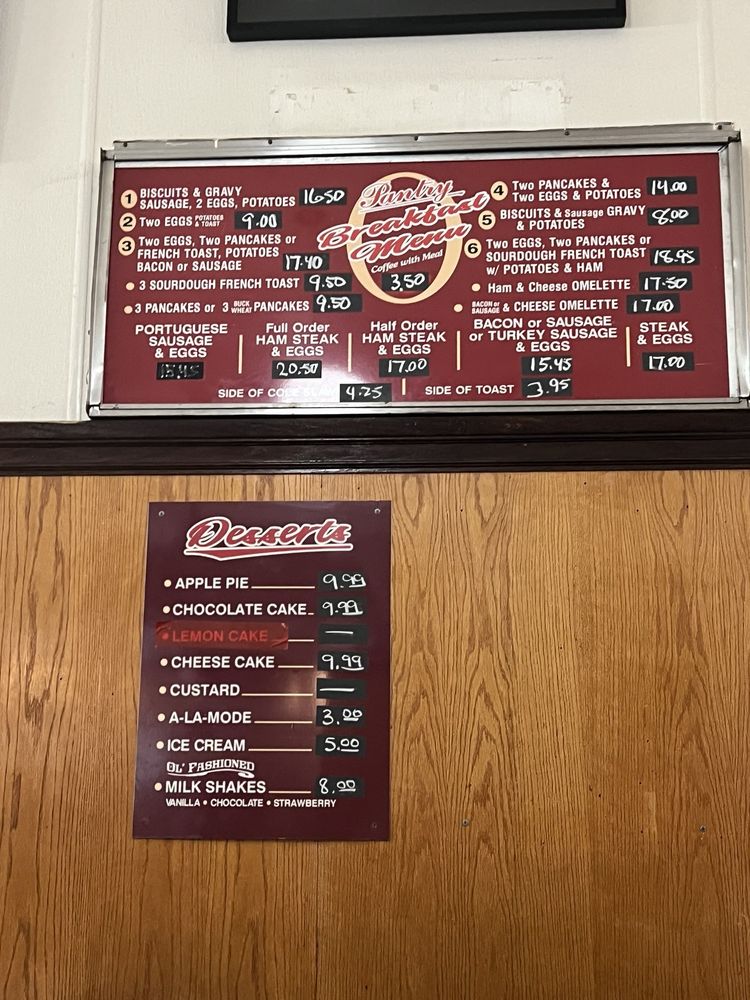 1 BISCUITS & GRAVY
SAUSAGE, 2 EGGS, POTATOES 16.50
2 Two EGGS POTATOES & TOAST 9.00
3 Two EGGS, Two PANCAKES or
FRENCH TOAST, POTATOES
BACON or SAUSAGE 17.40
• 3 SOURDOUGH FRENCH TOAST 9.50
• 3 PANCAKES or 3 BUCK WHEAT PANCAKES 9.50
Pantry
Breakfast
Menu
Coffee with Meal
3.50
4 Two PANCAKES &
Two EGGS & POTATOES 14.00
5 BISCUITS & Sausage GRAVY
& POTATOES 8.00
6 Two EGGS, Two PANCAKES or
SOURDOUGH FRENCH TOAST
w/ POTATOES & HAM 18.95
• Ham & Cheese OMELETTE 17.50
• BACON or SAUSAGE & CHEESE OMELETTE 17.00
PORTUGUESE
SAUSAGE
& EGGS
Full Order
HAM STEAK
& EGGS
20.50
Half Order
HAM STEAK
& EGGS
17.00
BACON or SAUSAGE
or TURKEY SAUSAGE
& EGGS
15.45
STEAK
& EGGS
17.00
SIDE OF COLE SLAW 4.25
SIDE OF TOAST 3.95
Desserts
• APPLE PIE 9.99
• CHOCOLATE CAKE 9.99
• LEMON CAKE —
• CHEESE CAKE 9.99
• CUSTARD —
• A-LA-MODE 3.00
• ICE CREAM 5.00
OL' FASHIONED
• MILK SHAKES 8.00
VANILLA • CHOCOLATE • STRAWBERRY